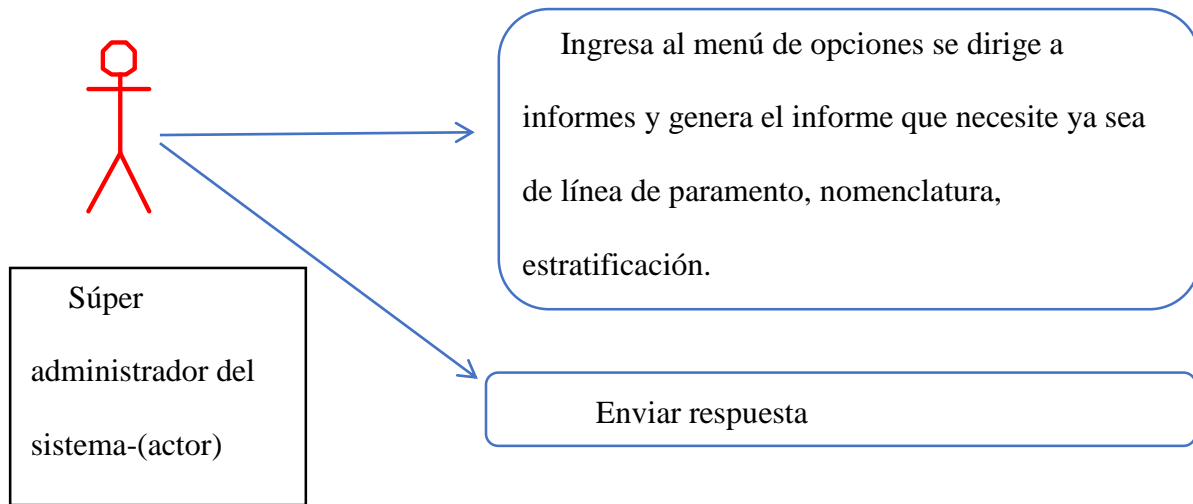 Ingresa al menú de opciones se dirige a
informes y genera el informe que necesite ya sea
de línea de paramento, nomenclatura,
estratificación.
Súper
administrador del
sistema-(actor)
Enviar respuesta